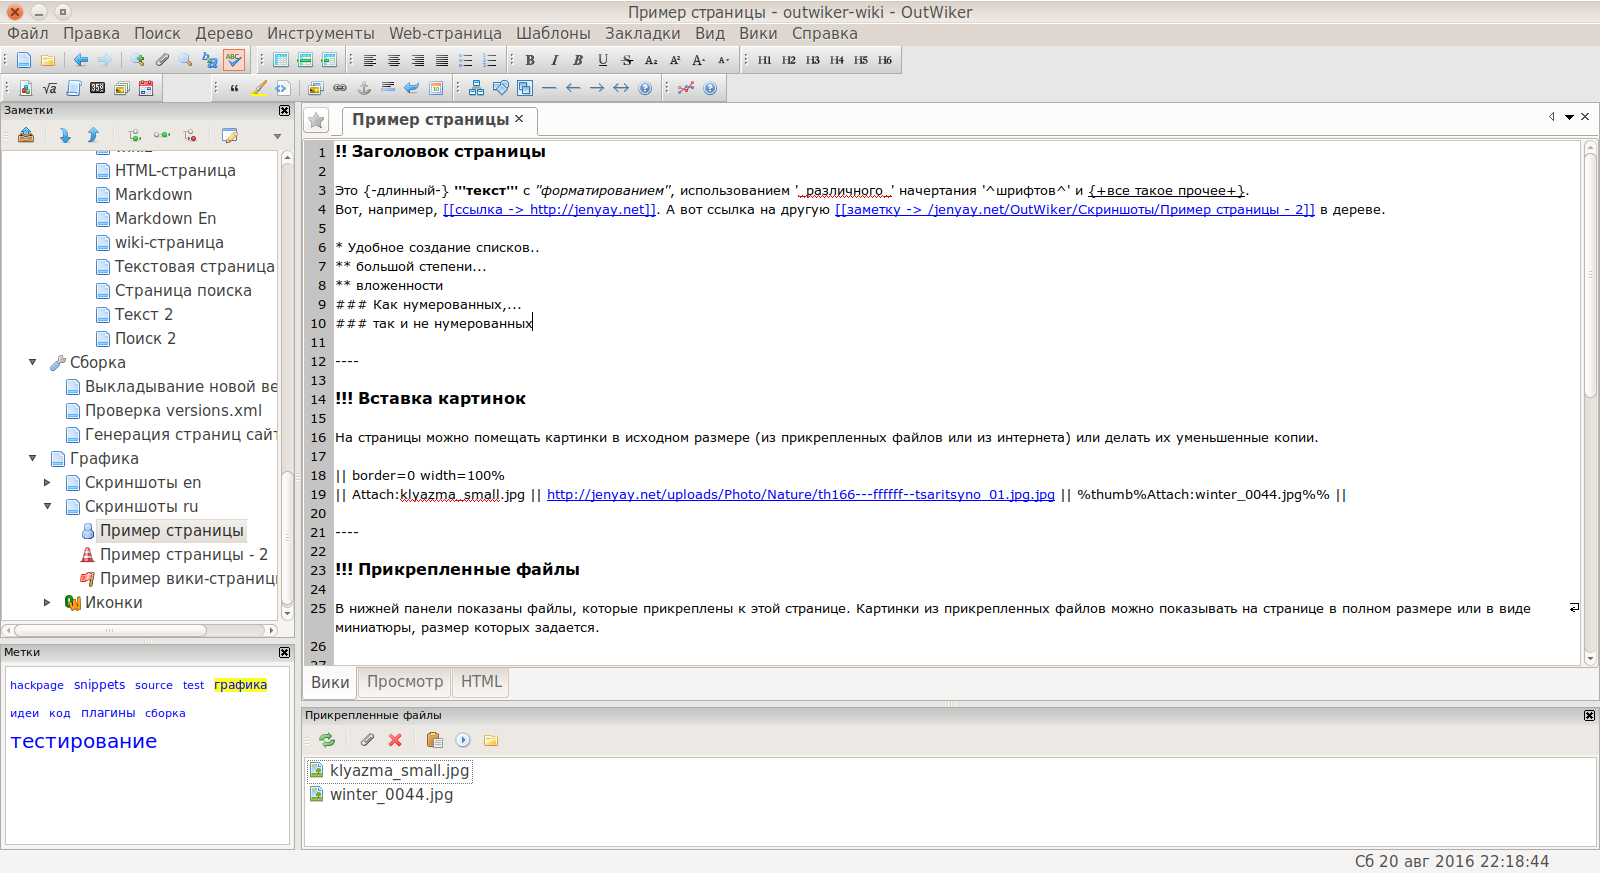 Пример страницы - outwiker-wiki - OutWiker
Файл Правка Поиск Дерево Инструменты Web-страница Шаблоны Закладки Вид Вики Справка
B I B U S A₂ A² A A H1 H2 H3 H4 H5 H6
√a
Заметки
HTML-страница
Markdown
Markdown En
wiki-страница
Текстовая страница
Страница поиска
Текст 2
Поиск 2
Сборка
Выкладывание новой ве
Проверка versions.xml
Генерация страниц сайт
Графика
Скриншоты en
Скриншоты ru
Пример страницы
Пример страницы - 2
Пример вики-страниц
Иконки
Метки
hackpage snippets source test графика
идеи код плагины сборка
тестирование
Пример страницы
1 !! Заголовок страницы
2
3 Это {-длинный-} '''текст''' с ''форматированием'', использованием '_различного_' начертания '^шрифтов^' и {+все такое прочее+}.
4 Вот, например, [[ссылка -> http://jenyay.net]]. А вот ссылка на другую [[заметку -> /jenyay.net/OutWiker/Скриншоты/Пример страницы - 2]] в дереве.
5
6 * Удобное создание списков..
7 ** большой степени...
8 ** вложенности
9 ### Как нумерованных,...
10 ### так и не нумерованных
11
12 ----
13
14 !!! Вставка картинок
15
16 На страницы можно помещать картинки в исходном размере (из прикрепленных файлов или из интернета) или делать их уменьшенные копии.
17
18 || border=0 width=100%
19 || Attach:klyazma_small.jpg || http://jenyay.net/uploads/Photo/Nature/th166---ffffff--tsaritsyno_01.jpg.jpg || %thumb%Attach:winter_0044.jpg%% ||
20
21 ----
22
23 !!! Прикрепленные файлы
24
25 В нижней панели показаны файлы, которые прикреплены к этой странице. Картинки из прикрепленных файлов можно показывать на странице в полном размере или в виде
миниатюры, размер которых задается.
26
27
Вики Просмотр HTML
Прикрепленные файлы
klyazma_small.jpg
winter_0044.jpg
Сб 20 авг 2016 22:18:44